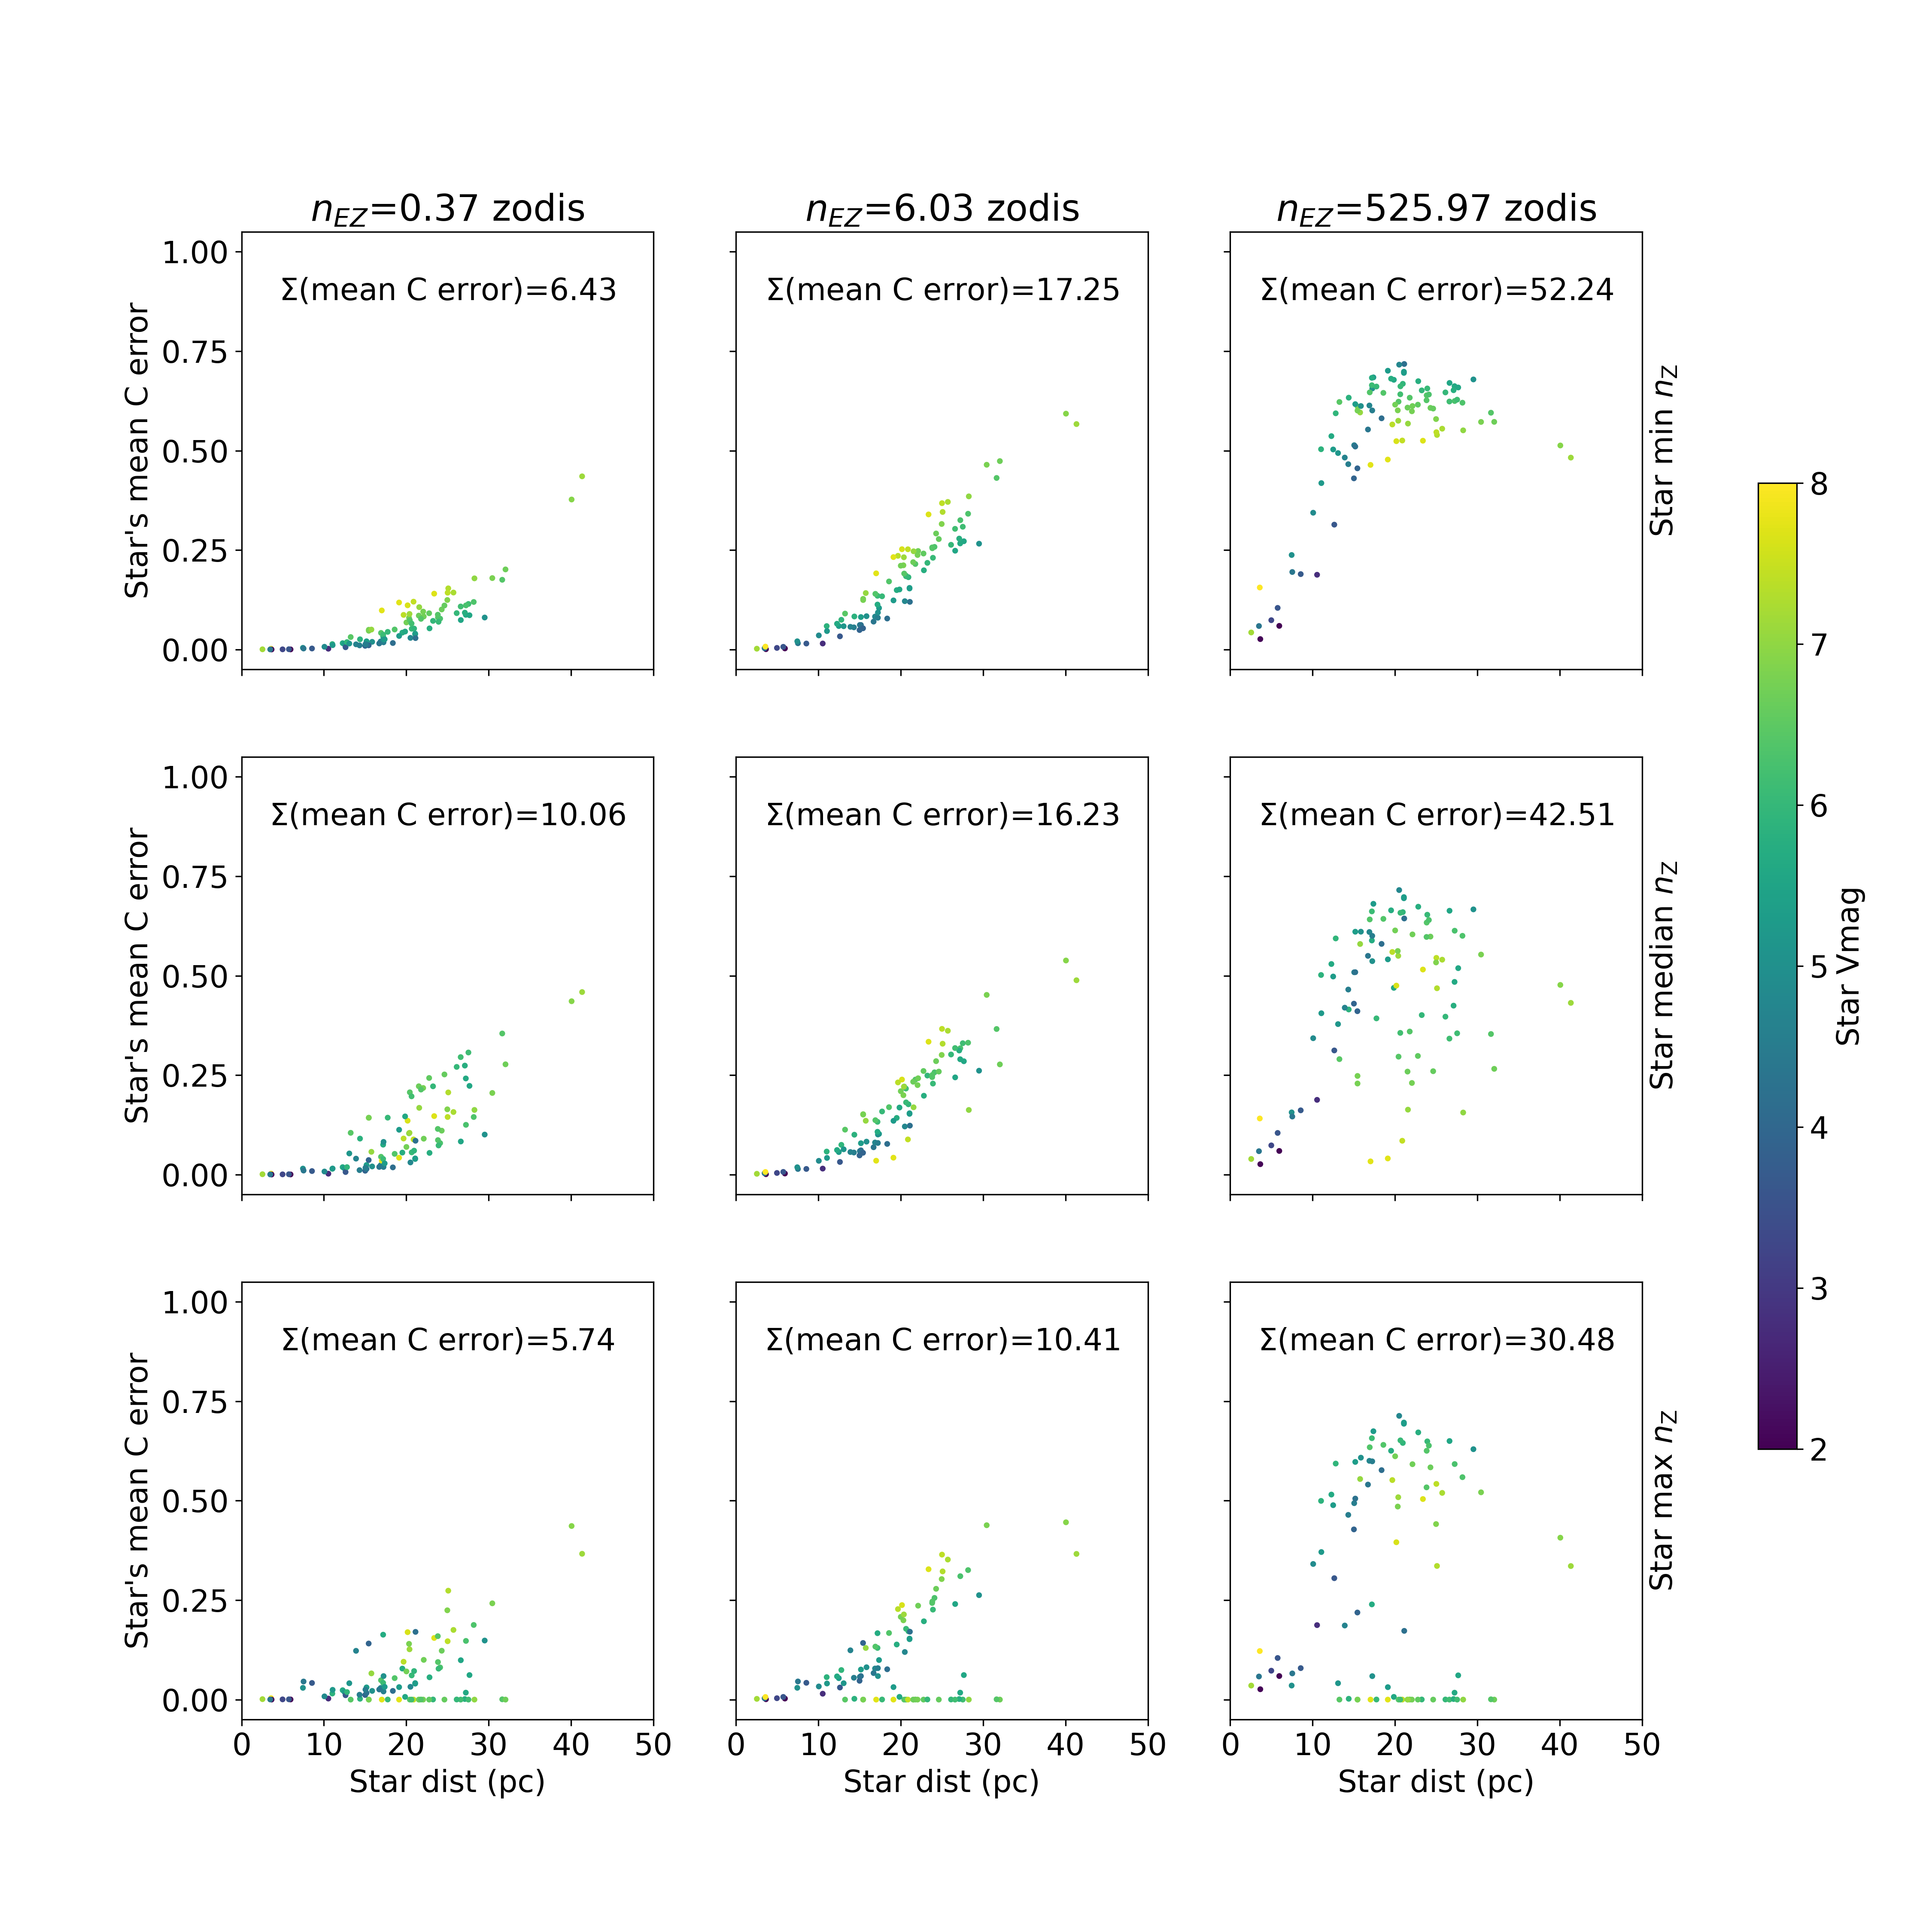 n_EZ=0.37 zodis
n_EZ=6.03 zodis
n_EZ=525.97 zodis
Star's mean C error
1.00
0.75
0.50
0.25
0.00
Σ(mean C error)=6.43
Σ(mean C error)=17.25
Σ(mean C error)=52.24
Star min n_Z
Star's mean C error
1.00
0.75
0.50
0.25
0.00
Σ(mean C error)=10.06
Σ(mean C error)=16.23
Σ(mean C error)=42.51
Star median n_Z
Star's mean C error
1.00
0.75
0.50
0.25
0.00
Σ(mean C error)=5.74
Σ(mean C error)=10.41
Σ(mean C error)=30.48
Star max n_Z
0 10 20 30 40 50
Star dist (pc)
0 10 20 30 40 50
Star dist (pc)
0 10 20 30 40 50
Star dist (pc)
8
7
6
5
4
3
2
Star Vmag